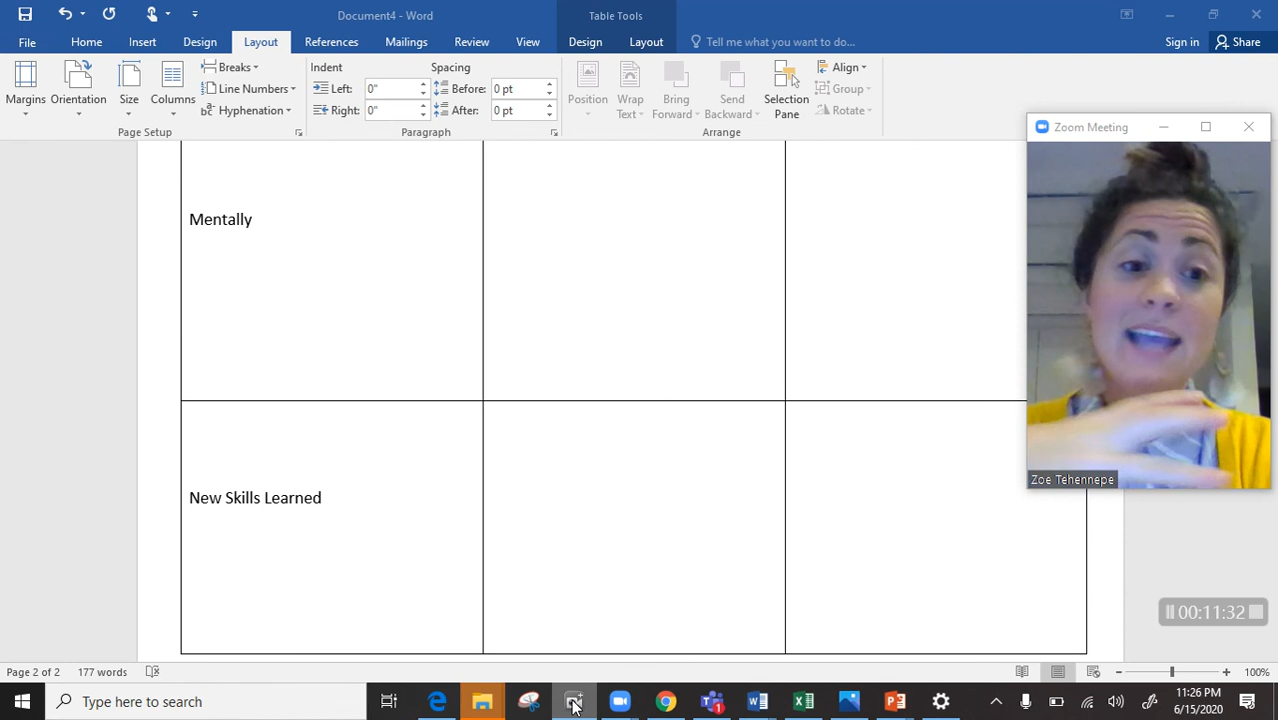 Document4 - Word
Table Tools
File Home Insert Design Layout References Mailings Review View Design Layout Tell me what you want to do... Sign in Share
Margins
Orientation
Size
Columns
Breaks
Line Numbers
Hyphenation
Page Setup
Indent
Left: 0"
Right: 0"
Spacing
Before: 0 pt
After: 0 pt
Paragraph
Position
Wrap Text
Bring Forward
Send Backward
Selection Pane
Align
Group
Rotate
Arrange
Zoom Meeting
Mentally
Zoe Tehennepe
New Skills Learned
00:11:32
Page 2 of 2 177 words
100%
Type here to search
1
11:26 PM
6/15/2020